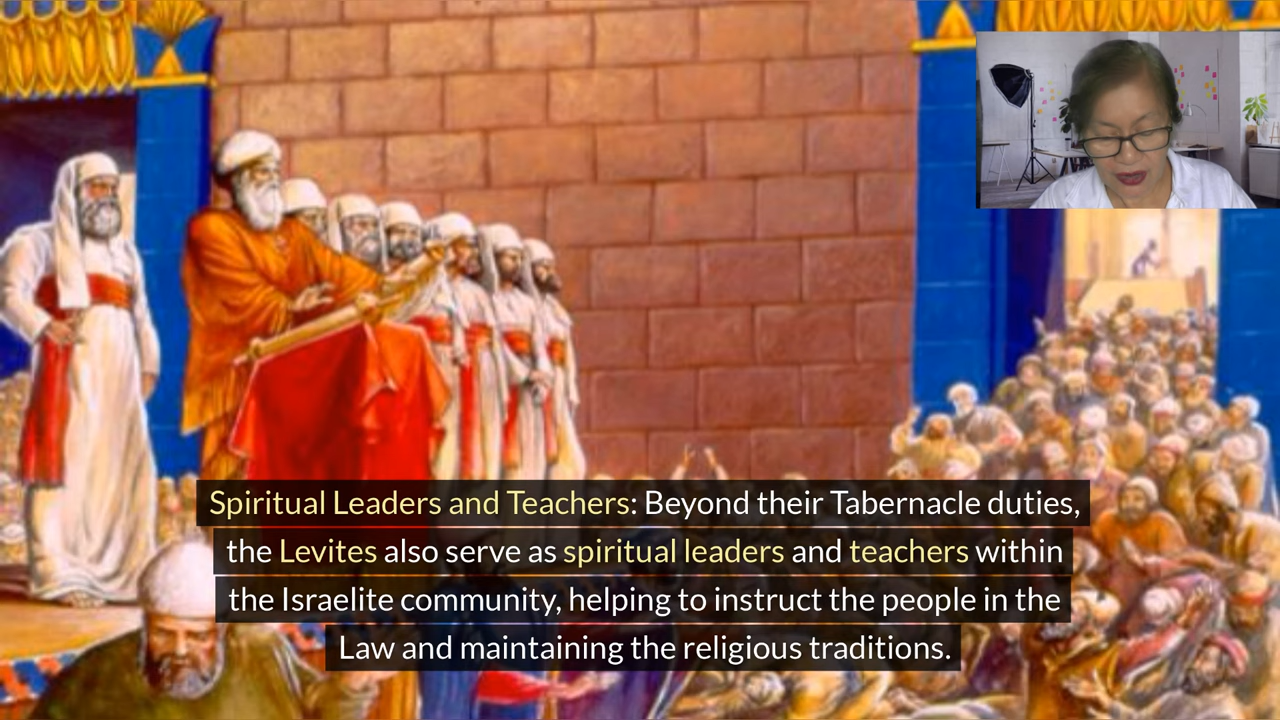 Spiritual Leaders and Teachers: Beyond their Tabernacle duties,
the Levites also serve as spiritual leaders and teachers within
the Israelite community, helping to instruct the people in the
Law and maintaining the religious traditions.